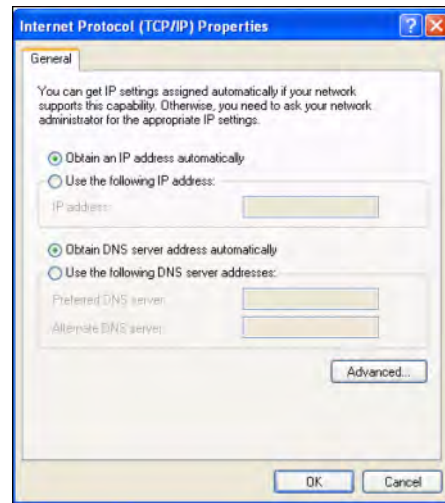 Internet Protocol (TCP/IP) Properties
General
You can get IP settings assigned automatically if your network
supports this capability. Otherwise, you need to ask your network
administrator for the appropriate IP settings.
Obtain an IP address automatically
Use the following IP address:
IP address:
Obtain DNS server address automatically
Use the following DNS server addresses:
Preferred DNS server:
Alternate DNS server:
Advanced...
OK
Cancel